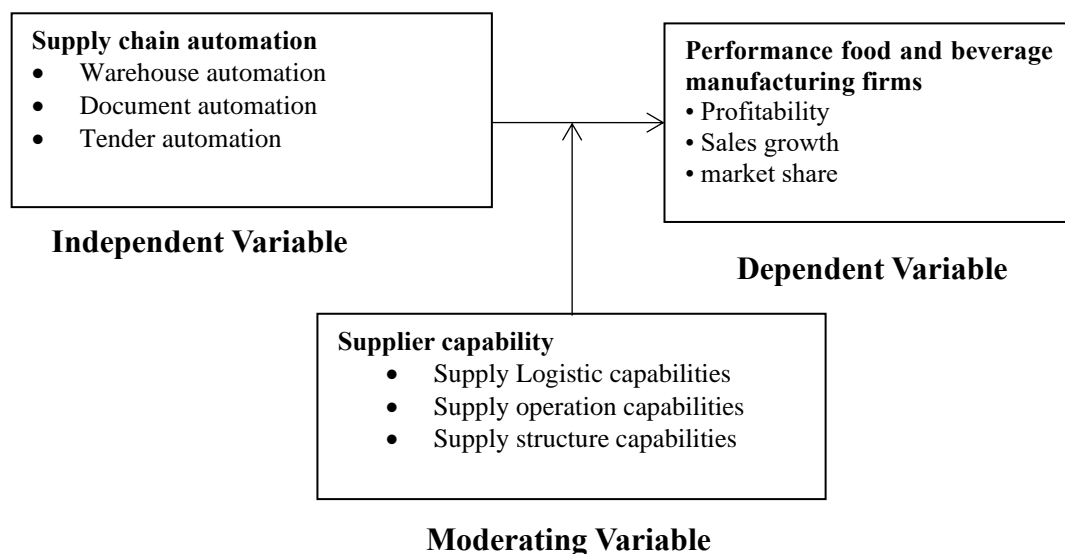 Supply chain automation
• Warehouse automation
• Document automation
• Tender automation
Independent Variable
Performance food and beverage
manufacturing firms
• Profitability
• Sales growth
• market share
Dependent Variable
Supplier capability
• Supply Logistic capabilities
• Supply operation capabilities
• Supply structure capabilities
Moderating Variable